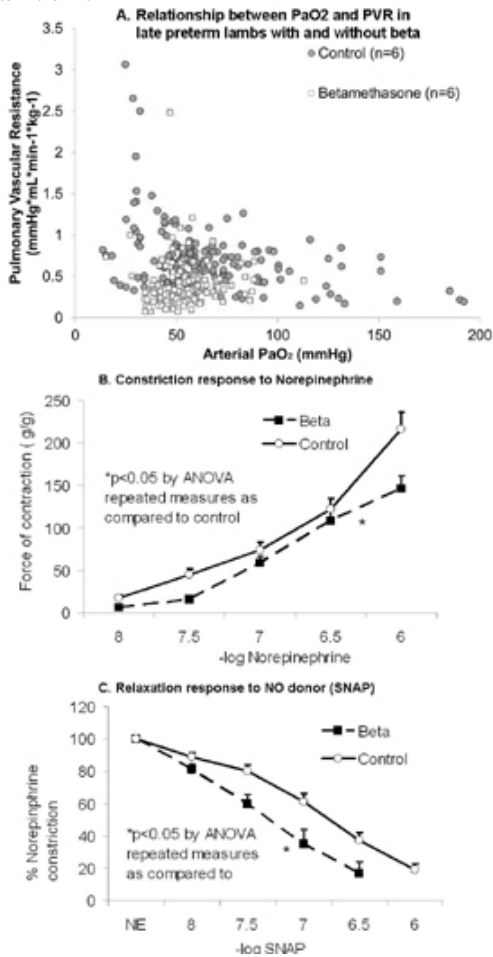 A. Relationship between PaO2 and PVR in
late preterm lambs with and without beta
Control (n=6)
Betamethasone (n=6)
Pulmonary Vascular Resistance
(mmHg*mL*min-1*kg-1)
3.5
3
2.5
2
1.5
1
0.5
0
0 50 100 150 200
Arterial PaO₂ (mmHg)
B. Constriction response to Norepinephrine
Beta
Control
*p<0.05 by ANOVA
repeated measures as
compared to control
*
Force of contraction ( g/g)
250
200
150
100
50
0
8 7.5 7 6.5 6
-log Norepinephrine
C. Relaxation response to NO donor (SNAP)
Beta
Control
*p<0.05 by ANOVA
repeated measures
as compared to
*
% Norepinphrine
constriction
120
100
80
60
40
20
0
NE 8 7.5 7 6.5 6
-log SNAP